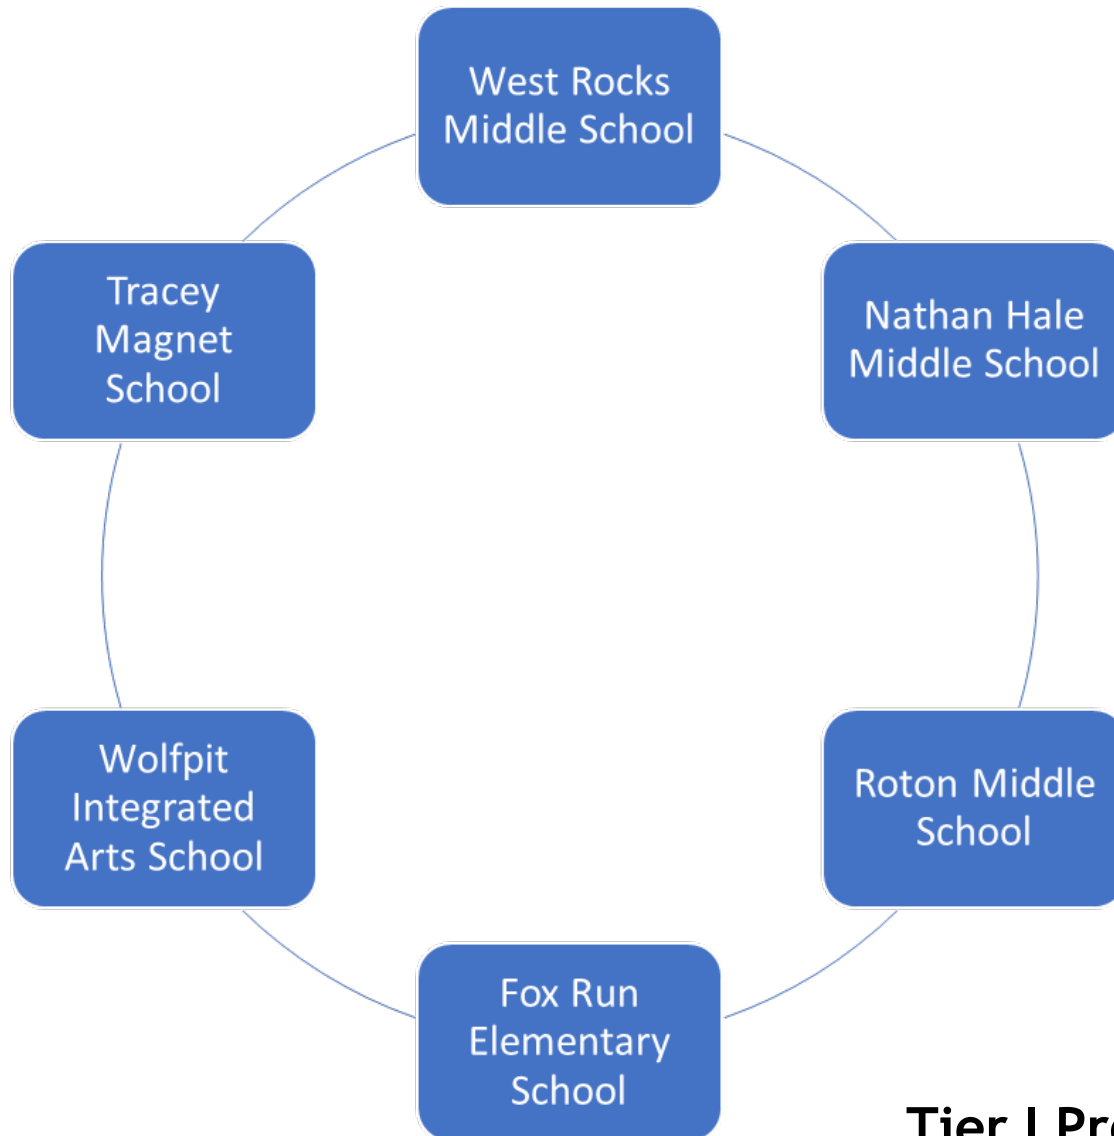 West Rocks
Middle School
Nathan Hale
Middle School
Roton Middle
School
Fox Run
Elementary
School
Wolfpit
Integrated
Arts School
Tracey
Magnet
School
Tier I